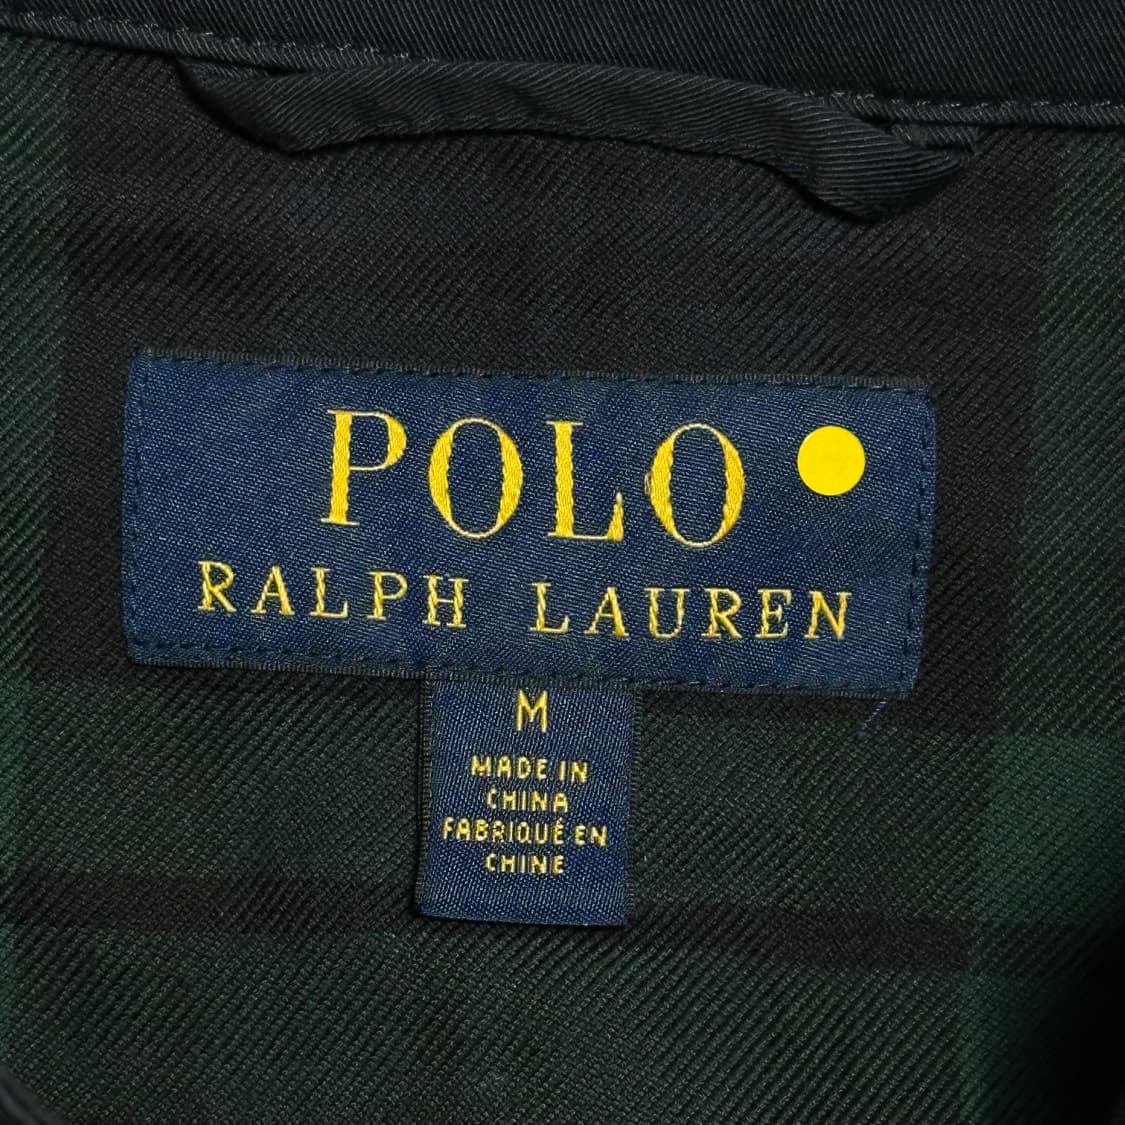 POLO
RALPH LAUREN
M
MADE IN
CHINA
FABRIQUÉ EN
CHINE